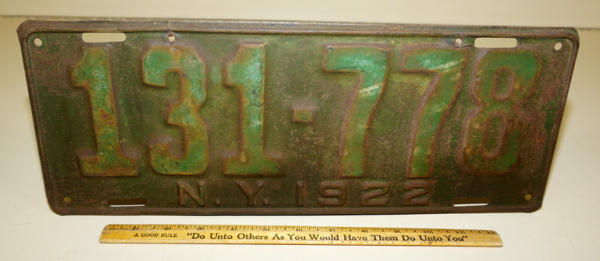 131-778
N.Y. 1922
A GOOD RULE "Do Unto Others As You Would Have Them Do Unto You"